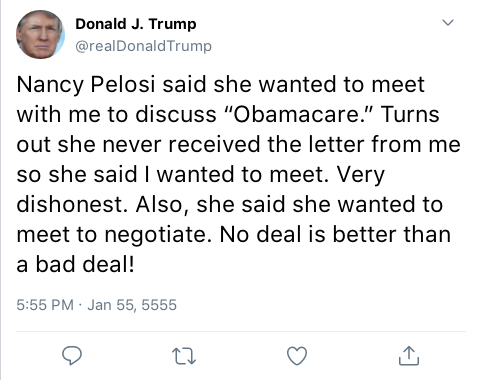 Donald J. Trump
@realDonaldTrump
Nancy Pelosi said she wanted to meet
with me to discuss “Obamacare.” Turns
out she never received the letter from me
so she said I wanted to meet. Very
dishonest. Also, she said she wanted to
meet to negotiate. No deal is better than
a bad deal!
5:55 PM · Jan 55, 5555